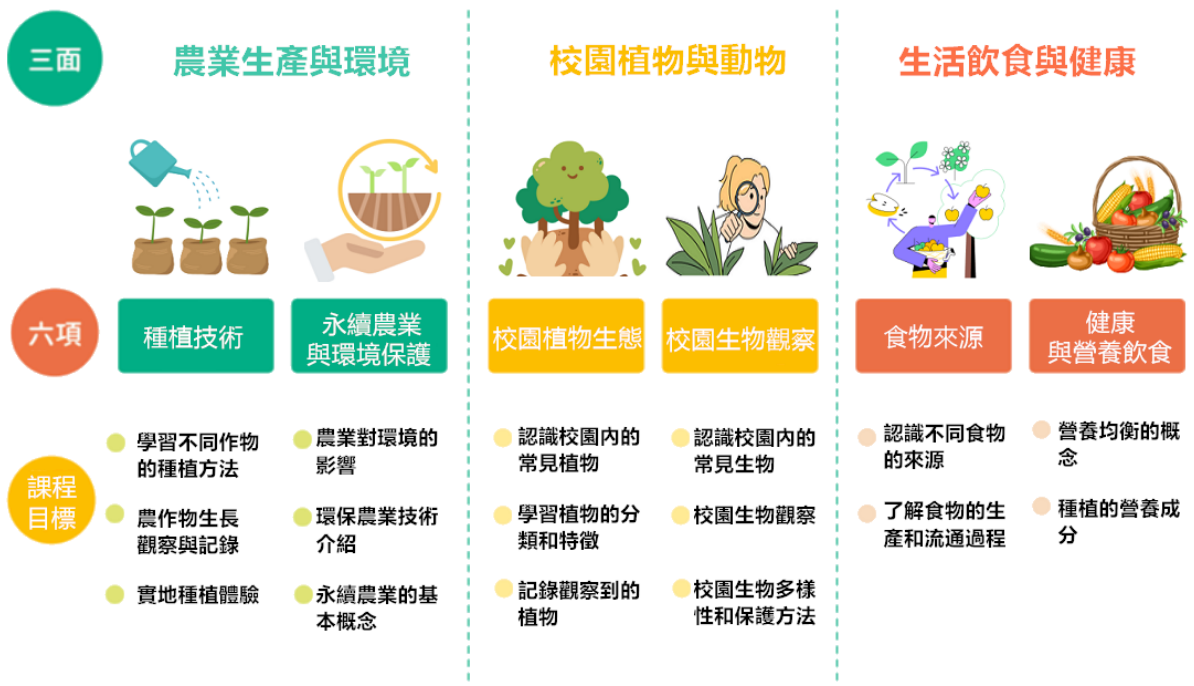 三面
農業生產與環境
校園植物與動物
生活飲食與健康
六項
種植技術
永續農業
與環境保護
校園植物生態
校園生物觀察
食物來源
健康
與營養飲食
課程
目標
學習不同作物
的種植方法
農作物生長
觀察與記錄
實地種植體驗
農業對環境的
影響
環保農業技術
介紹
永續農業的基
本概念
認識校園內的
常見植物
學習植物的分
類和特徵
記錄觀察到的
植物
認識校園內的
常見生物
校園生物觀察
校園生物多樣
性和保護方法
認識不同食物
的來源
了解食物的生
產和流通過程
營養均衡的概
念
種植的營養成
分